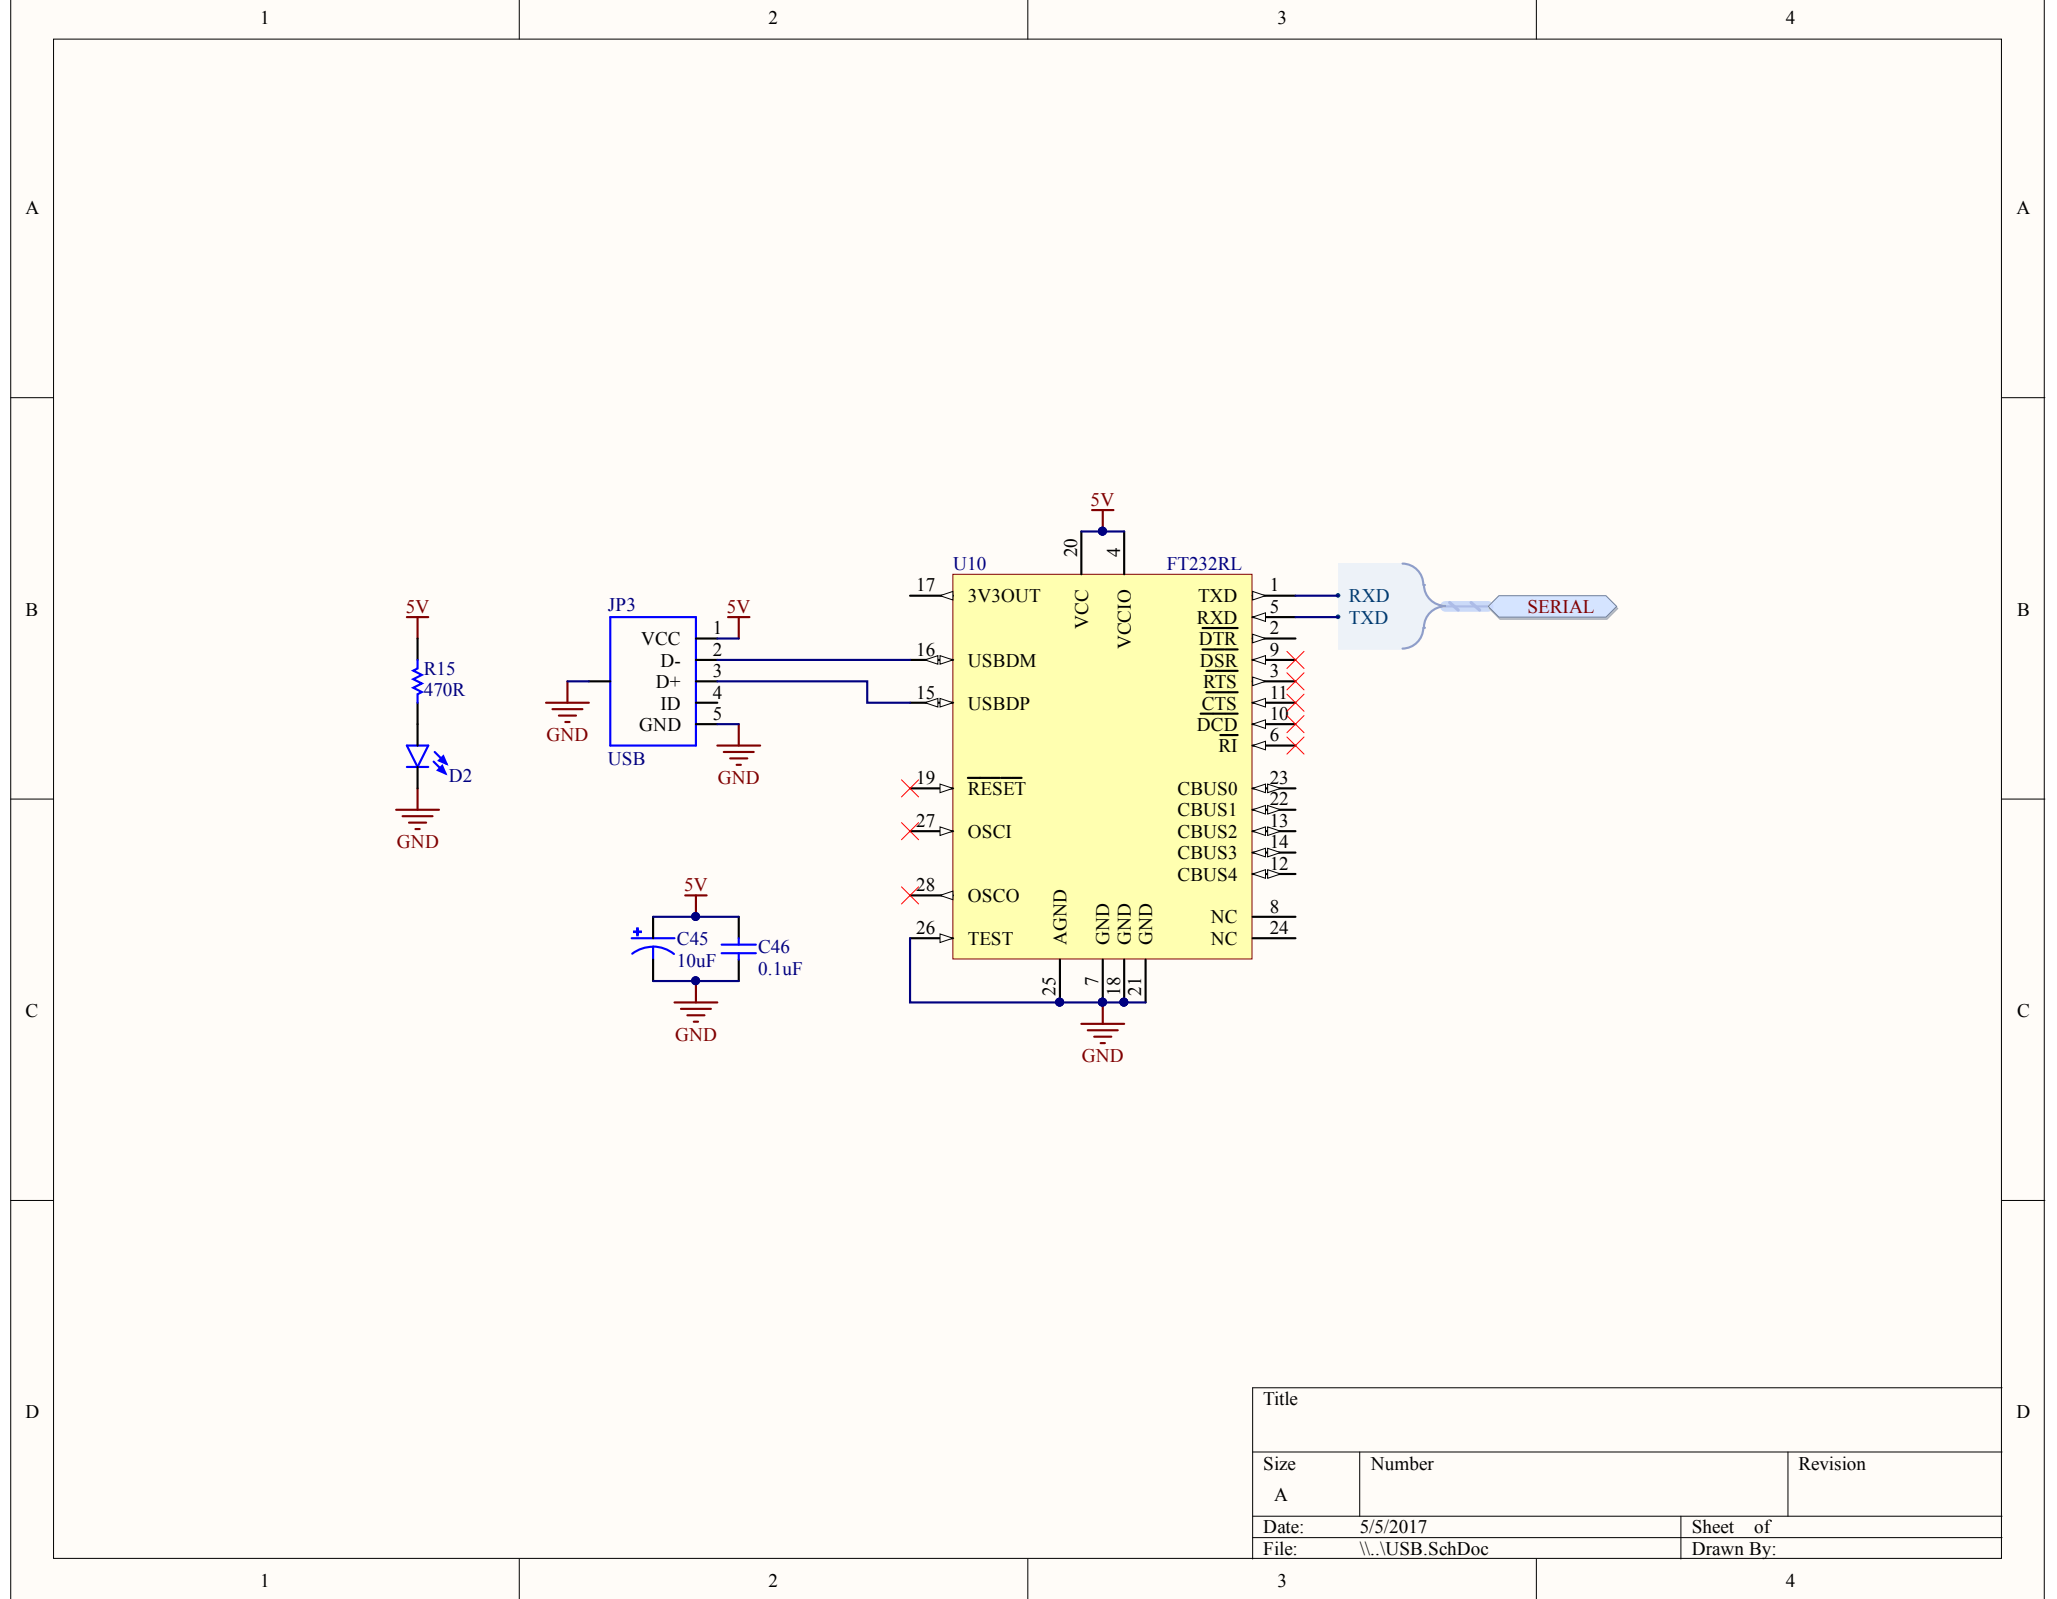 1 2 3 4
A A
B B
C C
D D
5V
R15
470R
D2
GND
JP3
5V
VCC 1
D- 2
D+ 3
ID 4
GND 5
USB
GND
GND
5V
C45
10uF
C46
0.1uF
GND
5V
20 4
U10 FT232RL
VCC VCCIO
17 3V3OUT
16 USBDM
15 USBDP
19 RESET
27 OSCI
28 OSCO
26 TEST
TXD 1
RXD 5
DTR 2
DSR 9
RTS 3
CTS 11
DCD 10
RI 6
CBUS0 23
CBUS1 22
CBUS2 13
CBUS3 14
CBUS4 12
NC 8
NC 24
AGND GND GND GND
25 7 18 21
GND
RXD
TXD
SERIAL
Title
Size Number Revision
A
Date: 5/5/2017 Sheet of
File: \\..\USB.SchDoc Drawn By:
1 2 3 4